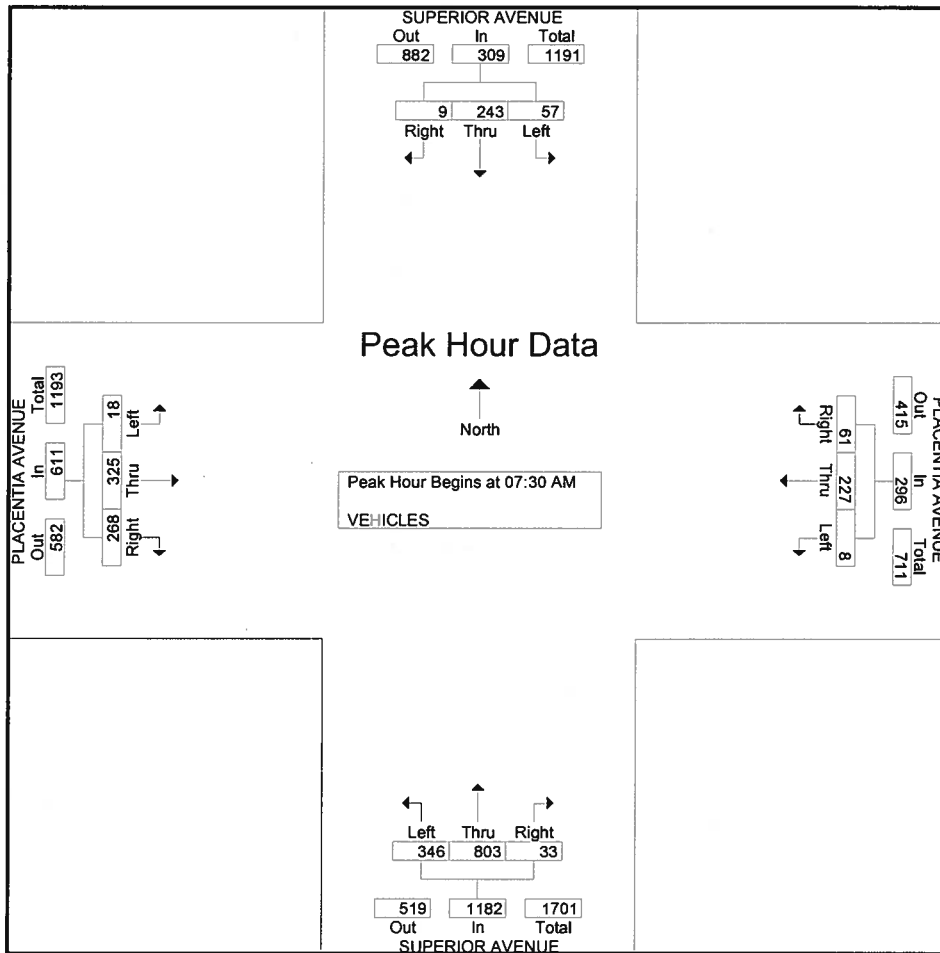 SUPERIOR AVENUE
Out In Total
882 309 1191
9 243 57
Right Thru Left
Peak Hour Data
North
Peak Hour Begins at 07:30 AM
VEHICLES
PLACENTIA AVENUE
Out In Total
582 611 1193
Right Thru Left
268 325 18
PLACENTIA AVENUE
Out In Total
415 296 711
Right Thru Left
61 227 8
Left Thru Right
346 803 33
519 1182 1701
Out In Total
SUPERIOR AVENUE